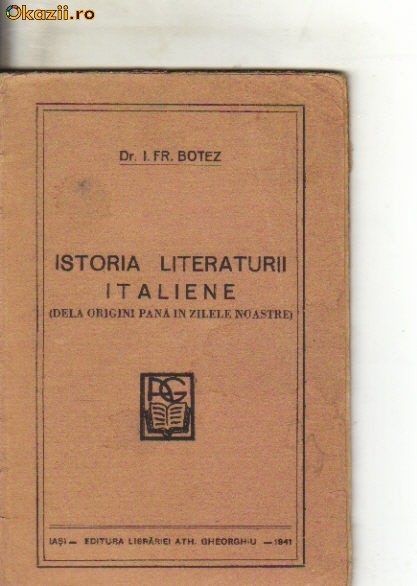 Okazii.ro
Dr. I. FR. BOTEZ
ISTORIA LITERATURII
ITALIENE
(DELA ORIGINI PANĂ IN ZILELE NOASTRE)
IAȘI — EDITURA LIBRĂRIEI ATH. GHEORGHIU — 1941